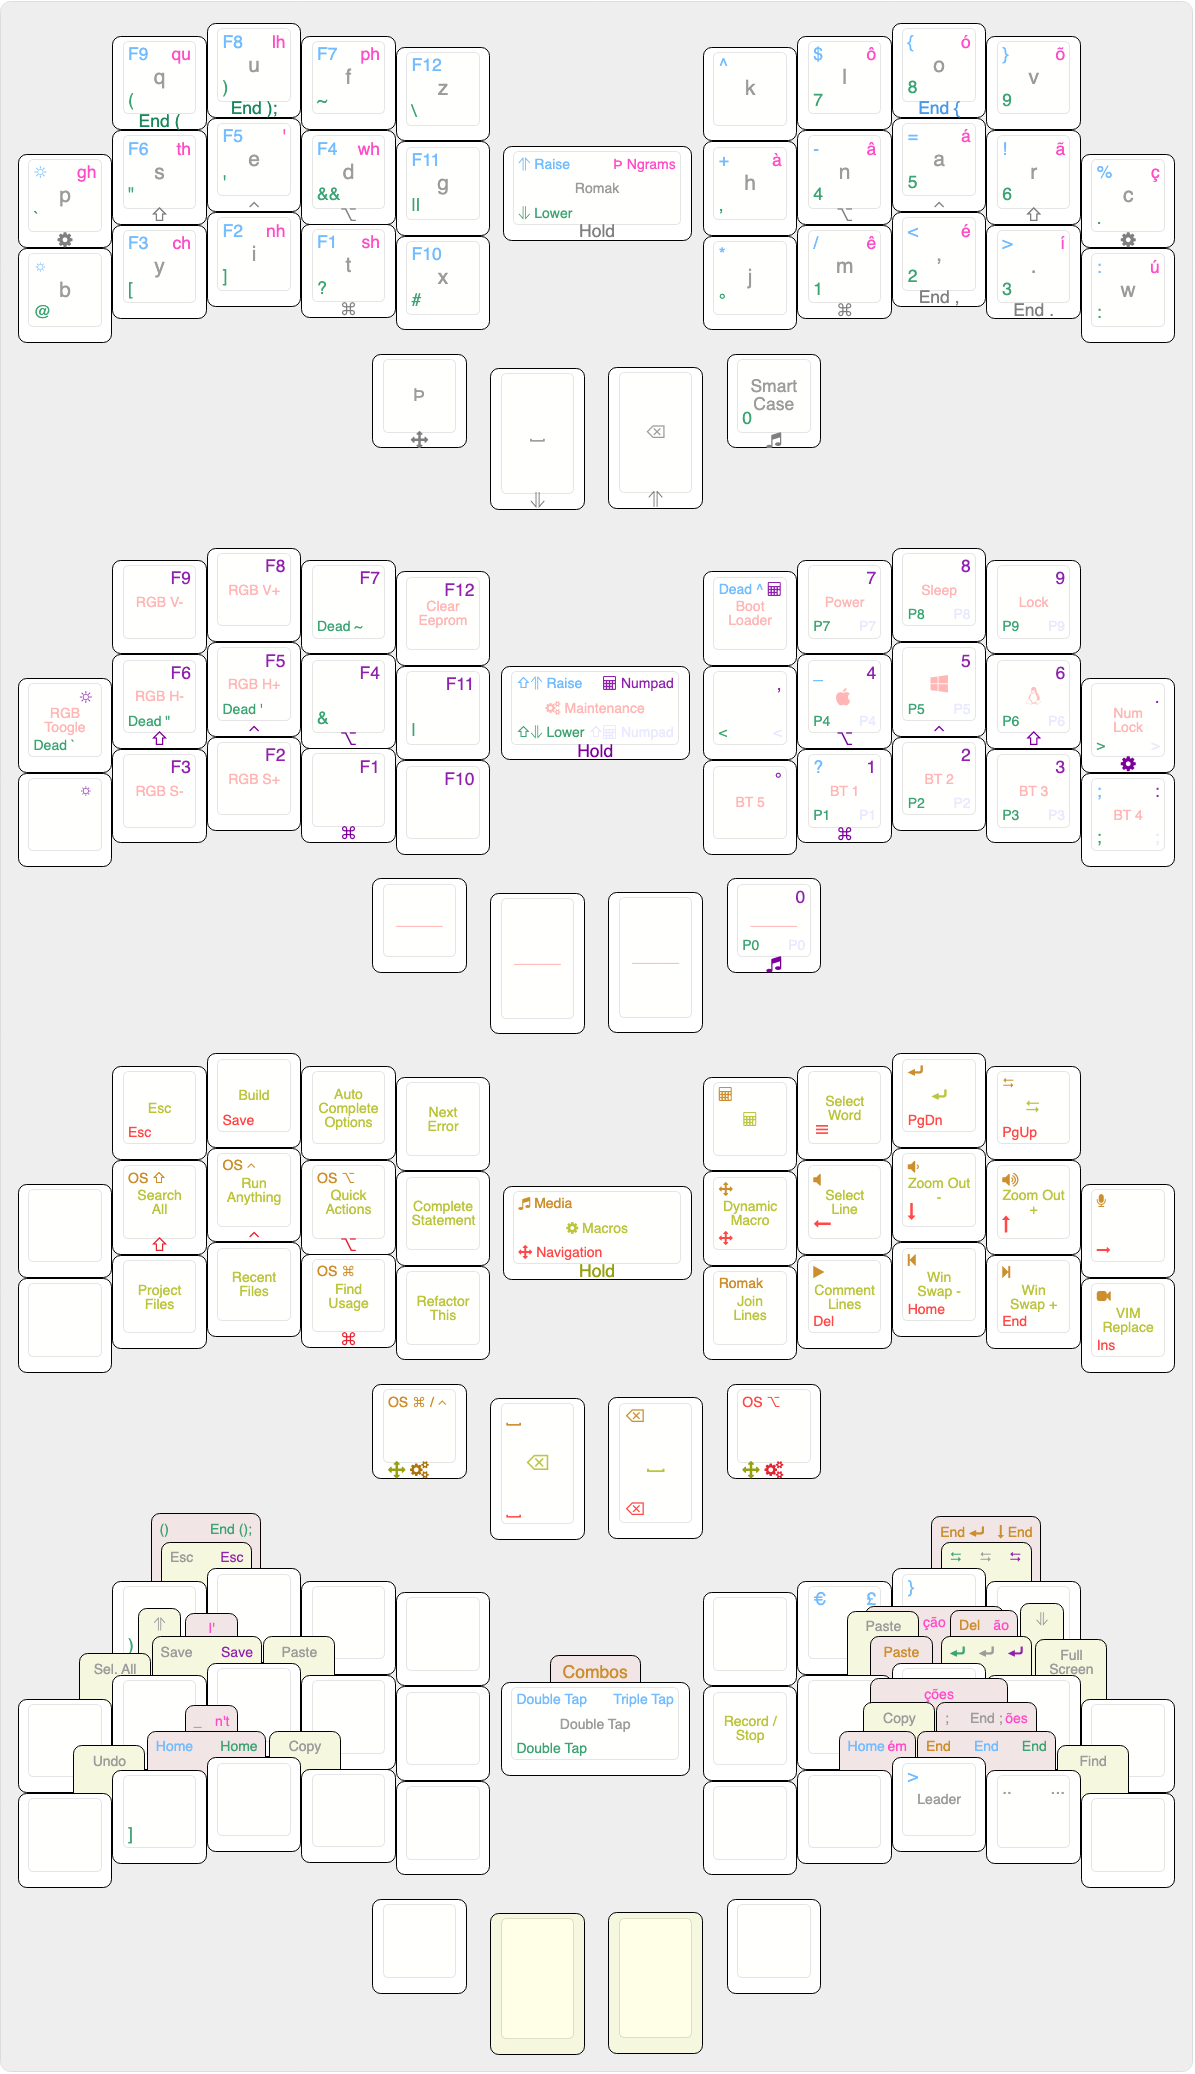 F9 qu
q
(
End (
F8 lh
u
)
End );
F7 ph
f
~
F12
z
\
^
k
$ ô
l
7
{ ó
o
8
End {
} õ
v
9
gh
p
`
F6 th
s
"
F5 '
e
'
F4 wh
d
&&
F11
g
||
Raise Þ Ngrams
Romak
Lower
Hold
+ à
h
,
- â
n
4
= á
a
5
! ã
r
6
% ç
c
.
b
@
F3 ch
y
[
F2 nh
i
]
F1 sh
t
?
F10
x
#
*
j
°
/ ê
m
1
< é
,
2
End ,
> í
.
3
End .
: ú
w
:
Þ
Smart
Case
0
F9
RGB V-
F8
RGB V+
F7
Dead ~
F12
Clear
Eeprom
Dead ^
Boot
Loader
7
Power
P7 P7
8
Sleep
P8 P8
9
Lock
P9 P9
RGB
Toogle
Dead `
F6
RGB H-
Dead "
F5
RGB H+
Dead '
F4
&
F11
|
Raise Numpad
Maintenance
Lower Numpad
Hold
,
< <
_ 4
P4 P4
5
P5 P5
6
P6 P6
.
Num
Lock
> >
F3
RGB S-
F2
RGB S+
F1
F10
°
BT 5
? 1
BT 1
P1 P1
2
BT 2
P2 P2
3
BT 3
P3 P3
; :
BT 4
; ;
0
P0 P0
Esc
Esc
Build
Save
Auto
Complete
Options
Next
Error
Select
Word
PgDn
PgUp
OS
Search
All
OS
Run
Anything
OS
Quick
Actions
Complete
Statement
Media
Macros
Navigation
Hold
Dynamic
Macro
Select
Line
Zoom Out
-
Zoom Out
+
Project
Files
Recent
Files
OS
Find
Usage
Refactor
This
Romak
Join
Lines
Comment
Lines
Del
Win
Swap -
Home
Win
Swap +
End
VIM
Replace
Ins
OS ⌘ / ^
OS
() End ();
Esc Esc
)
I'
Save Save
Paste
Sel. All
_ n't
Home Home
Copy
Undo
]
Combos
Double Tap Triple Tap
Double Tap
Double Tap
End End
€ £
}
Paste
ção
Del ão
Paste
Full
Screen
Record /
Stop
ções
Copy
; End ; ões
Home ém
End End End
Find
>
Leader
.. ...